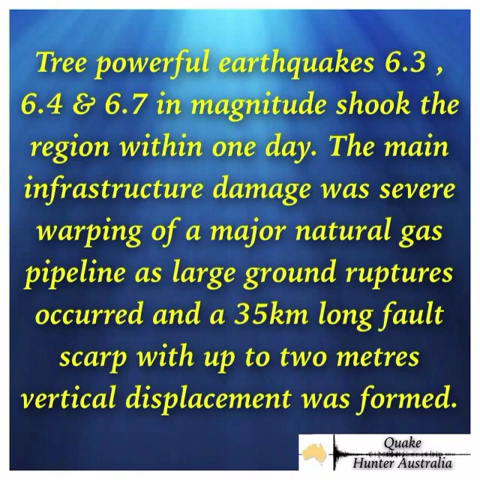 Tree powerful earthquakes 6.3 ,
6.4 & 6.7 in magnitude shook the
region within one day. The main
infrastructure damage was severe
warping of a major natural gas
pipeline as large ground ruptures
occurred and a 35km long fault
scarp with up to two metres
vertical displacement was formed.
Quake
Hunter Australia